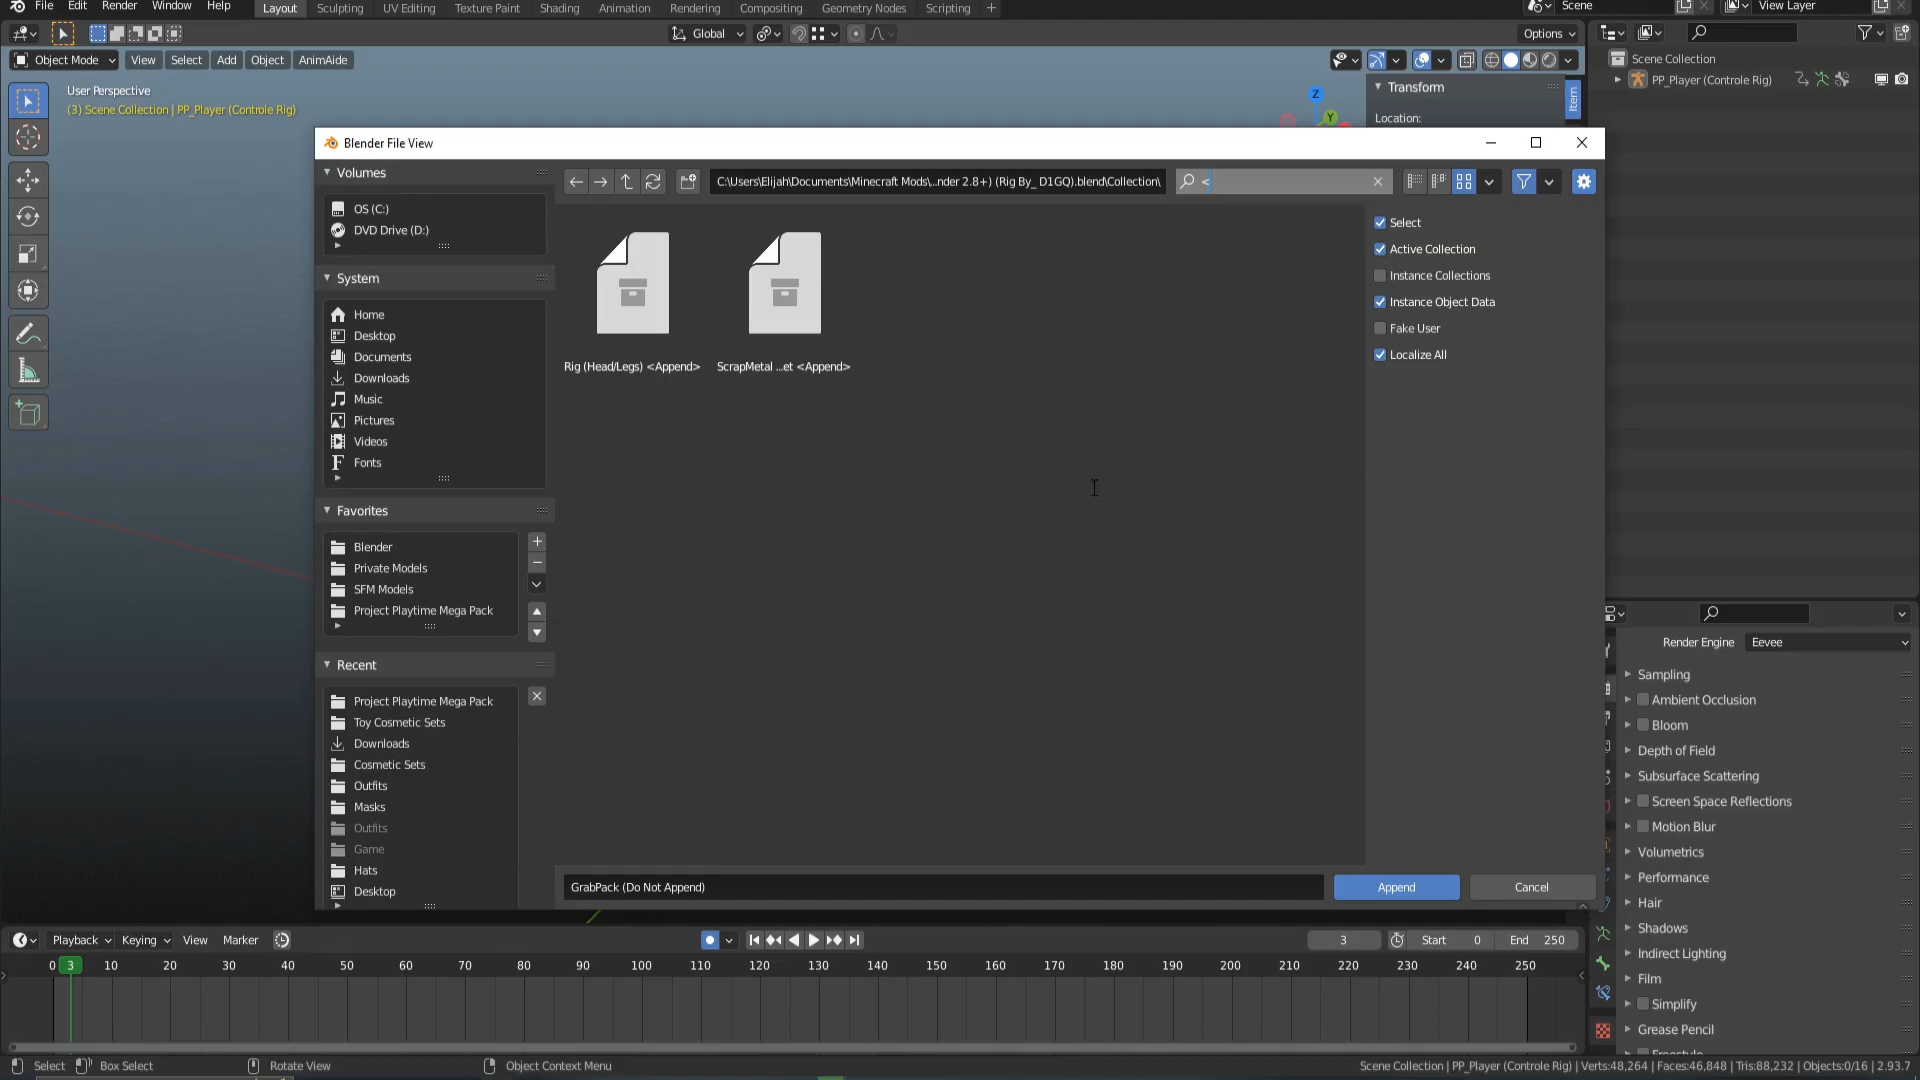 File Edit Render Window Help Layout Sculpting UV Editing Texture Paint Shading Animation Rendering Compositing Geometry Nodes Scripting + Scene View Layer
Global Options
Object Mode View Select Add Object AnimAide
Scene Collection
PP_Player (Controle Rig)
User Perspective
(3) Scene Collection | PP_Player (Controle Rig)
Z
Y
Transform
Item
Location:
Blender File View
Volumes
OS (C:)
DVD Drive (D:)
System
Home
Desktop
Documents
Downloads
Music
Pictures
Videos
Fonts
Favorites
Blender
Private Models
SFM Models
Project Playtime Mega Pack
Recent
Project Playtime Mega Pack
Toy Cosmetic Sets
Downloads
Cosmetic Sets
Outfits
Masks
Outfits
Game
Hats
Desktop
C:\Users\Elijah\Documents\Minecraft Mods\..nder 2.8+) (Rig By_ D1GQ).blend\Collection\
<
Rig (Head/Legs) <Append>
ScrapMetal ...et <Append>
Select
Active Collection
Instance Collections
Instance Object Data
Fake User
Localize All
GrabPack (Do Not Append)
Append
Cancel
Render Engine Eevee
Sampling
Ambient Occlusion
Bloom
Depth of Field
Subsurface Scattering
Screen Space Reflections
Motion Blur
Volumetrics
Performance
Hair
Shadows
Indirect Lighting
Film
Simplify
Grease Pencil
Freestyle
Playback Keying View Marker 3 Start 0 End 250
0 3 10 20 30 40 50 60 70 80 90 100 110 120 130 140 150 160 170 180 190 200 210 220 230 240 250
Select Box Select Rotate View Object Context Menu
Scene Collection | PP_Player (Controle Rig) | Verts:48,264 | Faces:46,848 | Tris:88,232 | Objects:0/16 | 2.93.7